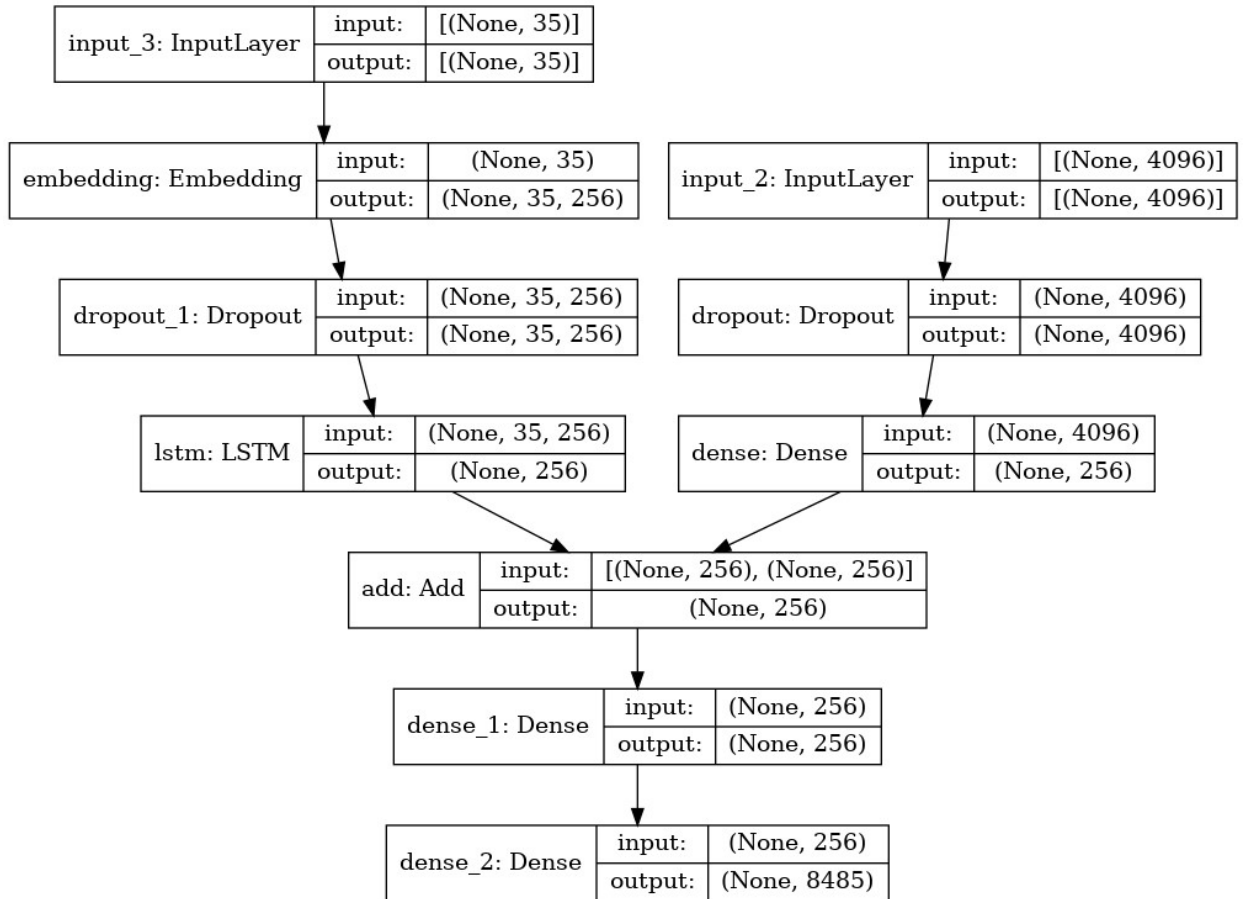 input_3: InputLayer
input:
[(None, 35)]
output:
[(None, 35)]
embedding: Embedding
input:
(None, 35)
output:
(None, 35, 256)
input_2: InputLayer
input:
[(None, 4096)]
output:
[(None, 4096)]
dropout_1: Dropout
input:
(None, 35, 256)
output:
(None, 35, 256)
dropout: Dropout
input:
(None, 4096)
output:
(None, 4096)
lstm: LSTM
input:
(None, 35, 256)
output:
(None, 256)
dense: Dense
input:
(None, 4096)
output:
(None, 256)
add: Add
input:
[(None, 256), (None, 256)]
output:
(None, 256)
dense_1: Dense
input:
(None, 256)
output:
(None, 256)
dense_2: Dense
input:
(None, 256)
output:
(None, 8485)